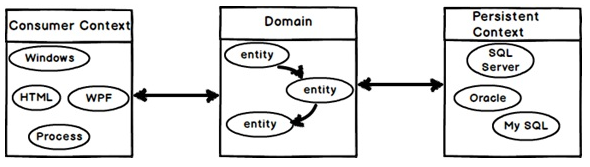 Consumer Context
Windows
HTML
WPF
Process
Domain
entity
entity
entity
Persistent
Context
SQL
Server
Oracle
My SQL